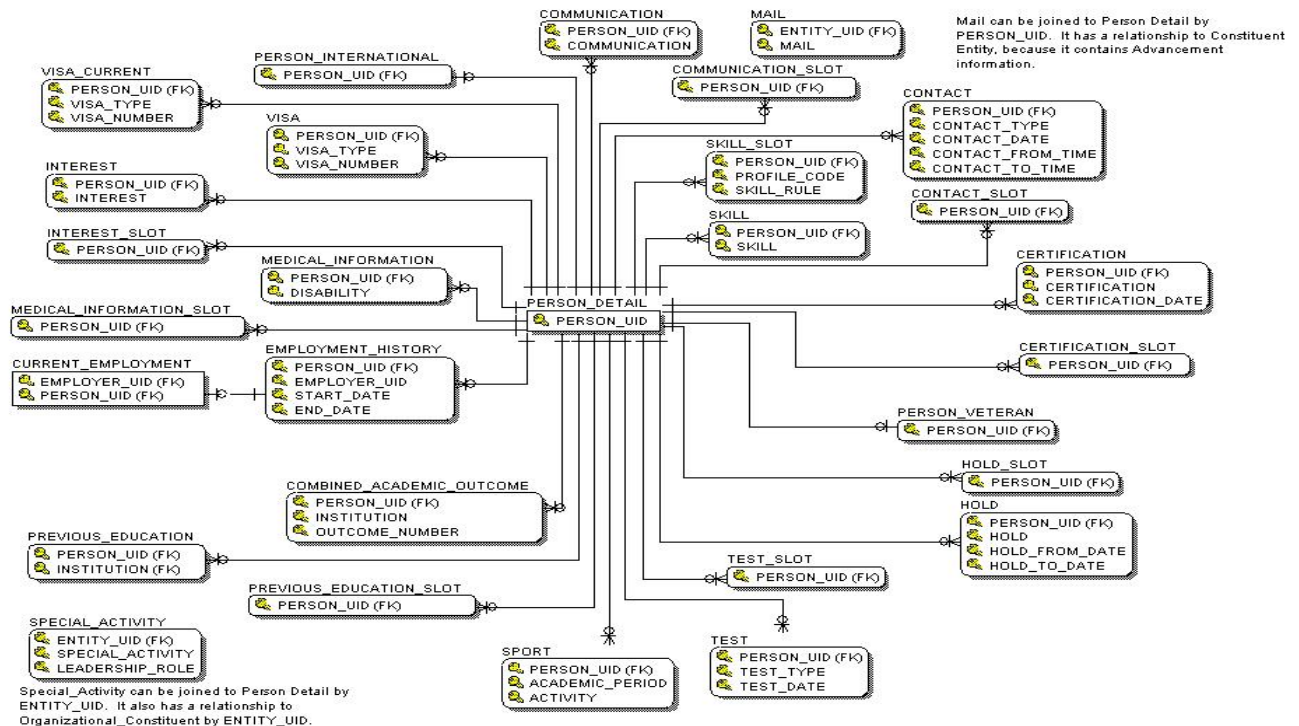 COMMUNICATION
PERSON_UID (FK)
COMMUNICATION
MAIL
ENTITY_UID (FK)
MAIL
Mail can be joined to Person Detail by
PERSON_UID. It has a relationship to Constituent
Entity, because it contains Advancement
information.
PERSON_INTERNATIONAL
PERSON_UID (FK)
VISA_CURRENT
PERSON_UID (FK)
VISA_TYPE
VISA_NUMBER
COMMUNICATION_SLOT
PERSON_UID (FK)
CONTACT
PERSON_UID (FK)
CONTACT_TYPE
CONTACT_DATE
CONTACT_FROM_TIME
CONTACT_TO_TIME
VISA
PERSON_UID (FK)
VISA_TYPE
VISA_NUMBER
SKILL_SLOT
PERSON_UID (FK)
PROFILE_CODE
SKILL_RULE
INTEREST
PERSON_UID (FK)
INTEREST
CONTACT_SLOT
PERSON_UID (FK)
SKILL
PERSON_UID (FK)
SKILL
INTEREST_SLOT
PERSON_UID (FK)
MEDICAL_INFORMATION
PERSON_UID (FK)
DISABILITY
CERTIFICATION
PERSON_UID (FK)
CERTIFICATION
CERTIFICATION_DATE
PERSON_DETAIL
PERSON_UID
MEDICAL_INFORMATION_SLOT
PERSON_UID (FK)
CURRENT_EMPLOYMENT
EMPLOYER_UID (FK)
PERSON_UID (FK)
EMPLOYMENT_HISTORY
PERSON_UID (FK)
EMPLOYER_UID
START_DATE
END_DATE
CERTIFICATION_SLOT
PERSON_UID (FK)
PERSON_VETERAN
PERSON_UID (FK)
HOLD_SLOT
PERSON_UID (FK)
COMBINED_ACADEMIC_OUTCOME
PERSON_UID (FK)
INSTITUTION
OUTCOME_NUMBER
HOLD
PERSON_UID (FK)
HOLD
HOLD_FROM_DATE
HOLD_TO_DATE
PREVIOUS_EDUCATION
PERSON_UID (FK)
INSTITUTION (FK)
TEST_SLOT
PERSON_UID (FK)
PREVIOUS_EDUCATION_SLOT
PERSON_UID (FK)
SPECIAL_ACTIVITY
ENTITY_UID (FK)
SPECIAL_ACTIVITY
LEADERSHIP_ROLE
SPORT
PERSON_UID (FK)
ACADEMIC_PERIOD
ACTIVITY
TEST
PERSON_UID (FK)
TEST_TYPE
TEST_DATE
Special_Activity can be joined to Person Detail by
ENTITY_UID. It also has a relationship to
Organizational_Constituent by ENTITY_UID.